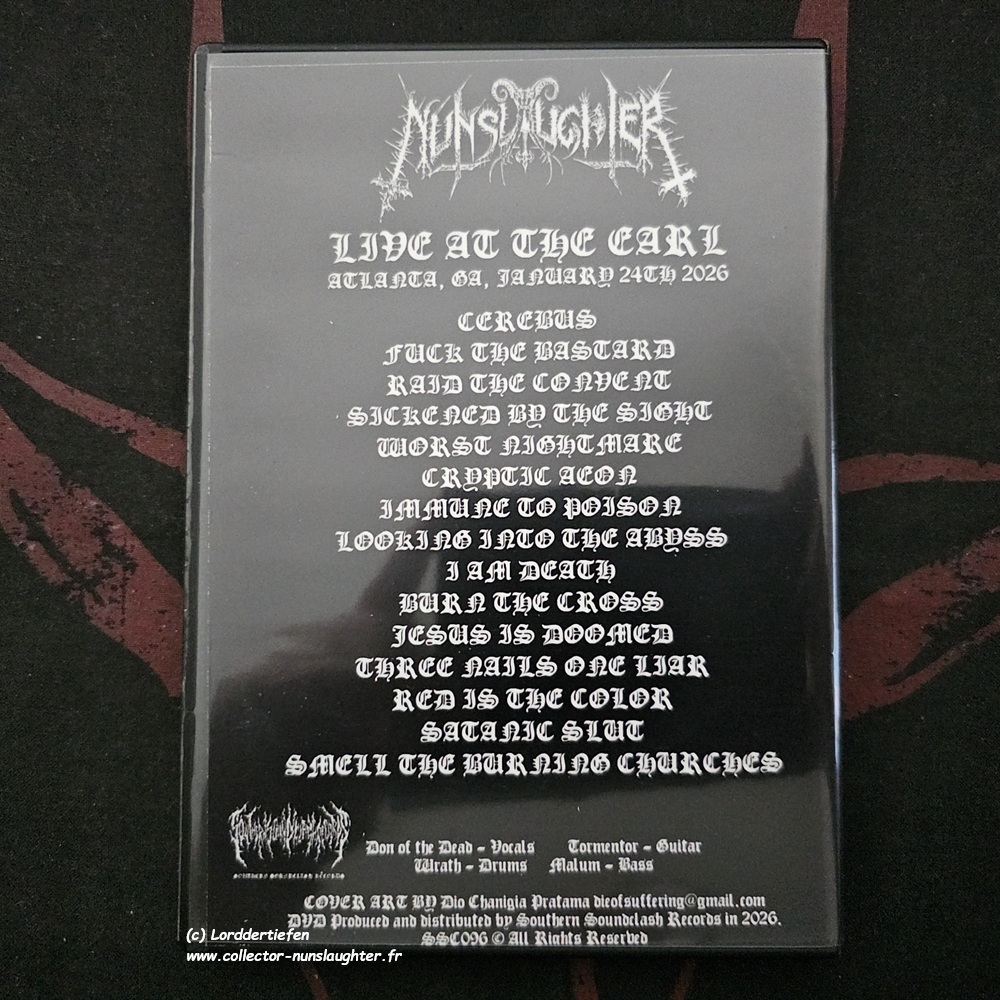 NUNSLAUGHTER
LIVE AT THE EARL
ATLANTA, GA, JANUARY 24TH 2026
CEREBUS
FUCK THE BASTARD
RAID THE CONVENT
SICKENED BY THE SIGHT
WORST NIGHTMARE
CRYPTIC AEON
IMMUNE TO POISON
LOOKING INTO THE ABYSS
I AM DEATH
BURN THE CROSS
JESUS IS DOOMED
THREE NAILS ONE LIAR
RED IS THE COLOR
SATANIC SLUT
SMELL THE BURNING CHURCHES
Don of the Dead - Vocals Tormentor - Guitar
Wrath - Drums Malum - Bass
COVER ART BY Dio Chanigia Pratama dieofsuffering@gmail.com
DVD Produced and distributed by Southern Soundclash Records in 2026.
SSC096 © All Rights Reserved
(c) Lorddertiefen
www.collector-nunslaughter.fr